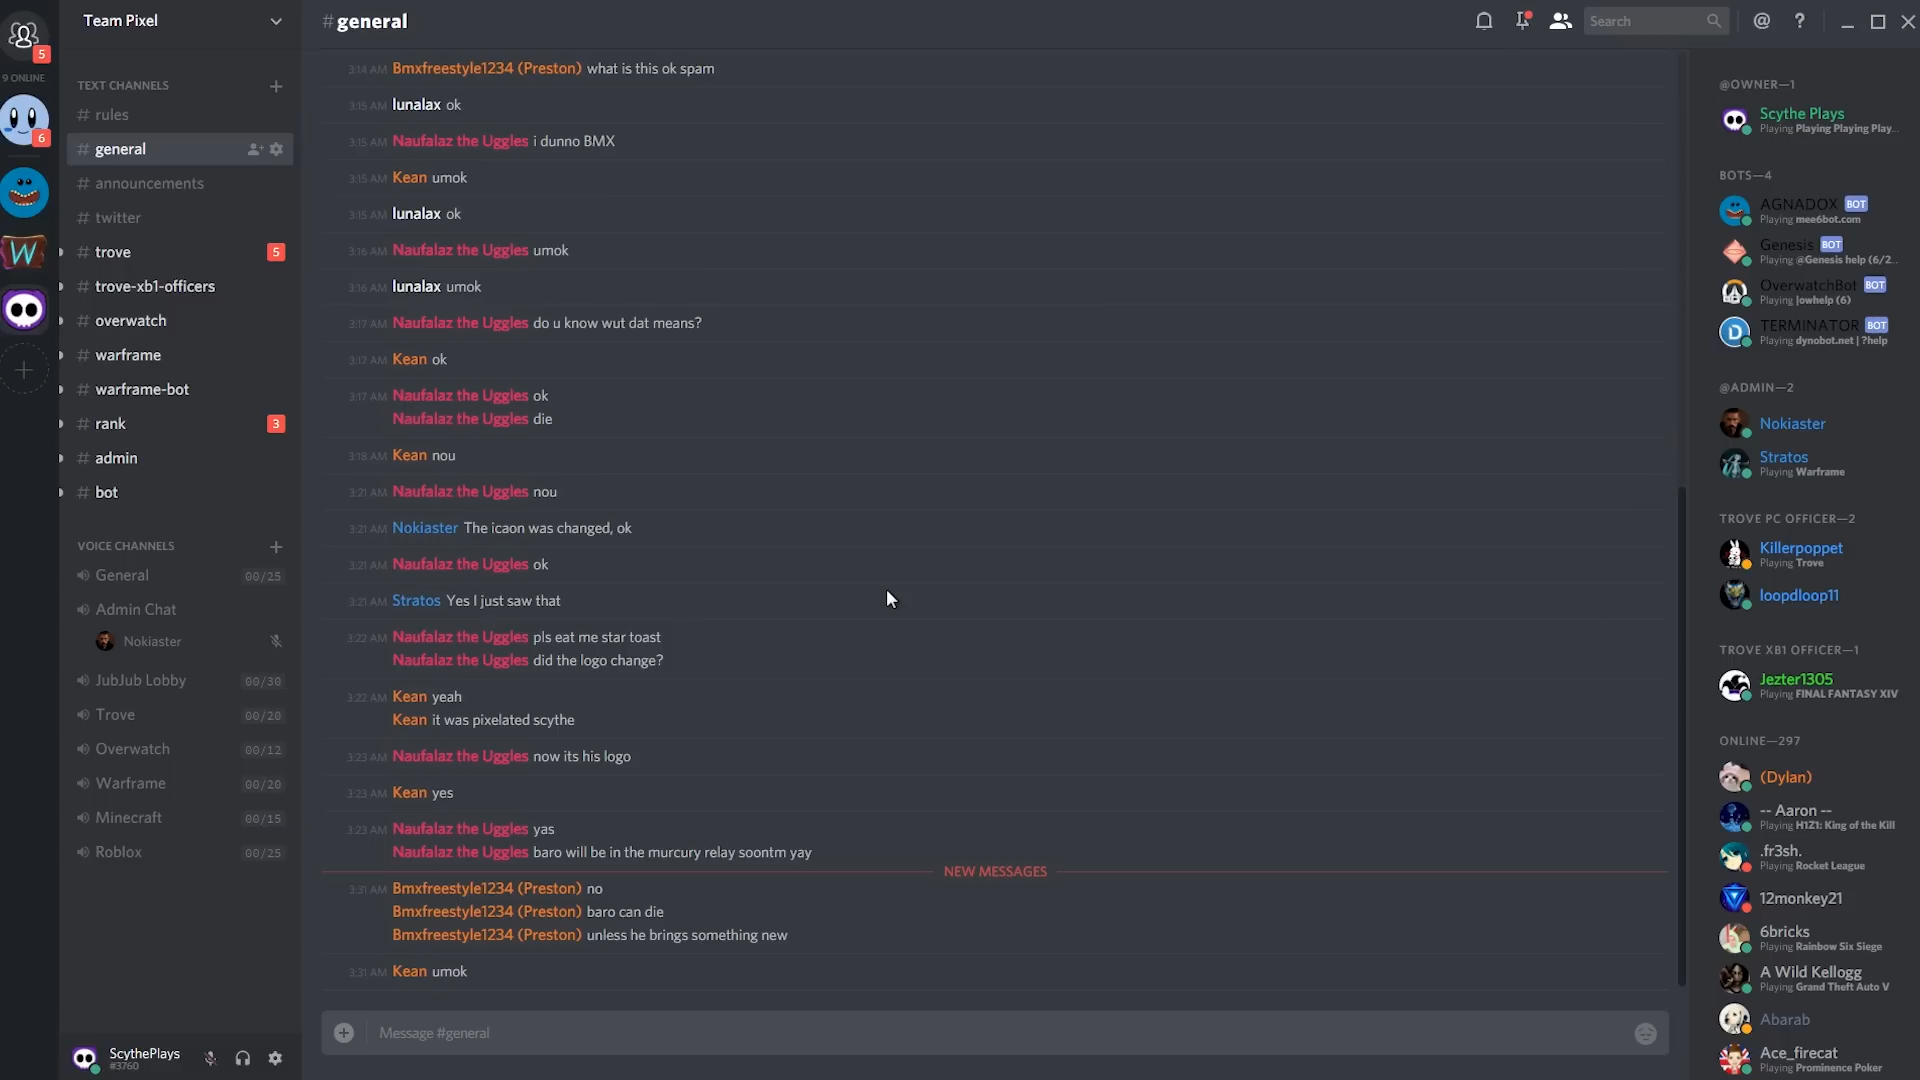 5
9 ONLINE
6
W
Team Pixel
TEXT CHANNELS
# rules
# general
# announcements
# twitter
# trove 5
# trove-xb1-officers
# overwatch
# warframe
# warframe-bot
# rank 3
# admin
# bot
VOICE CHANNELS
General 00/25
Admin Chat
Nokiaster
JubJub Lobby 00/30
Trove 00/20
Overwatch 00/12
Warframe 00/20
Minecraft 00/15
Roblox 00/25
ScythePlays
#3760
#general
Search
@ ?
3:14 AM Bmxfreestyle1234 (Preston) what is this ok spam
3:15 AM lunalax ok
3:15 AM Naufalaz the Uggles i dunno BMX
3:15 AM Kean umok
3:15 AM lunalax ok
3:16 AM Naufalaz the Uggles umok
3:16 AM lunalax umok
3:17 AM Naufalaz the Uggles do u know wut dat means?
3:17 AM Kean ok
3:17 AM Naufalaz the Uggles ok
Naufalaz the Uggles die
3:18 AM Kean nou
3:21 AM Naufalaz the Uggles nou
3:21 AM Nokiaster The icaon was changed, ok
3:21 AM Naufalaz the Uggles ok
3:21 AM Stratos Yes I just saw that
3:22 AM Naufalaz the Uggles pls eat me star toast
Naufalaz the Uggles did the logo change?
3:22 AM Kean yeah
Kean it was pixelated scythe
3:23 AM Naufalaz the Uggles now its his logo
3:23 AM Kean yes
3:23 AM Naufalaz the Uggles yas
Naufalaz the Uggles baro will be in the murcury relay soontm yay
NEW MESSAGES
3:31 AM Bmxfreestyle1234 (Preston) no
Bmxfreestyle1234 (Preston) baro can die
Bmxfreestyle1234 (Preston) unless he brings something new
3:31 AM Kean umok
Message #general
@OWNER—1
Scythe Plays
Playing Playing Playing Play...
BOTS—4
AGNADOX BOT
Playing mee6bot.com
Genesis BOT
Playing @Genesis help (6/2...
OverwatchBot BOT
Playing |owhelp (6)
TERMINATOR BOT
Playing dynobot.net | ?help
@ADMIN—2
Nokiaster
Stratos
Playing Warframe
TROVE PC OFFICER—2
Killerpoppet
Playing Trove
loopdloop11
TROVE XB1 OFFICER—1
Jezter1305
Playing FINAL FANTASY XIV
ONLINE—297
(Dylan)
-- Aaron --
Playing H1Z1: King of the Kill
.fr3sh.
Playing Rocket League
12monkey21
6bricks
Playing Rainbow Six Siege
A Wild Kellogg
Playing Grand Theft Auto V
Abarab
Ace_firecat
Playing Prominence Poker